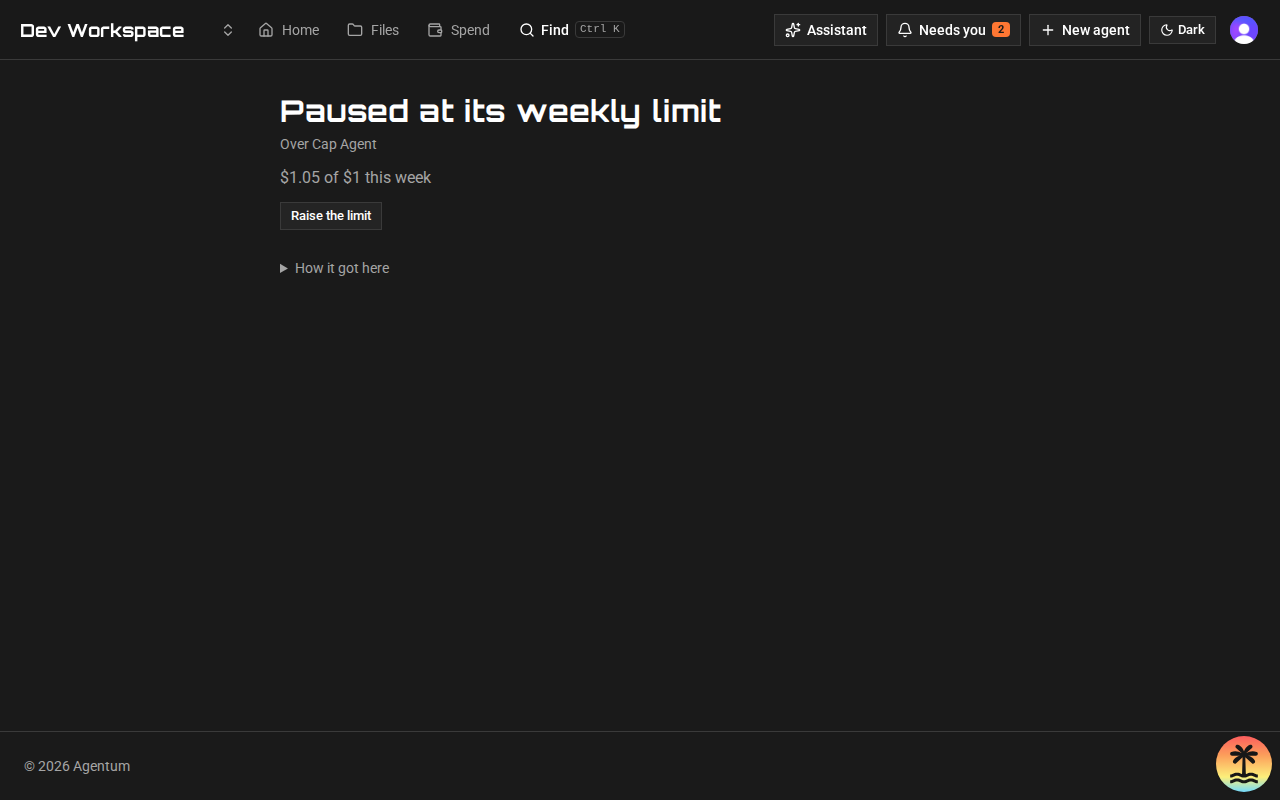 Dev Workspace
Home
Files
Spend
Find Ctrl K
Assistant
Needs you 2
New agent
Dark
Paused at its weekly limit
Over Cap Agent
$1.05 of $1 this week
Raise the limit
How it got here
© 2026 Agentum